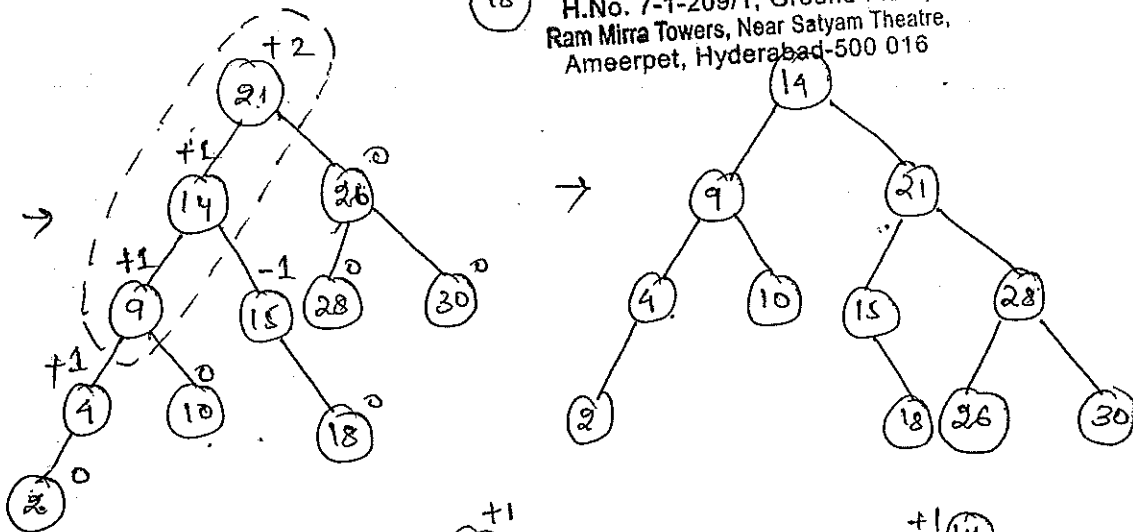 18
H.No. 7-1-209/1,
Ram Mirra Towers, Near Satyam Theatre,
Ameerpet, Hyderabad-500 016
+2
21
+1 0
→ 14 26
+1 -1 0 0
9 15 28 30
+1 0 0
4 10 18
2 0
→ 14
9 21
4 10 15 28
2 18 26 30
+1
+1 14